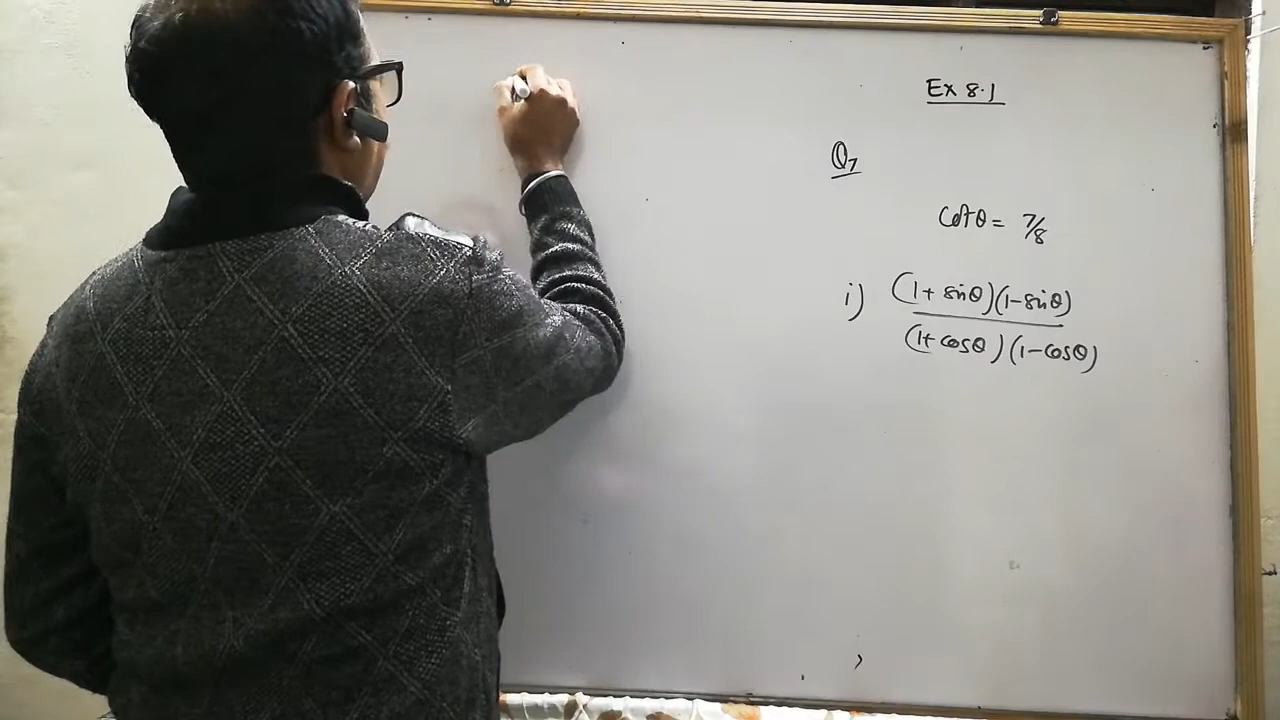 Ex 8.1
Q7
cotθ = 7/8
i) (1+ sinθ)(1-sinθ)
(1+ cosθ)(1-cosθ)